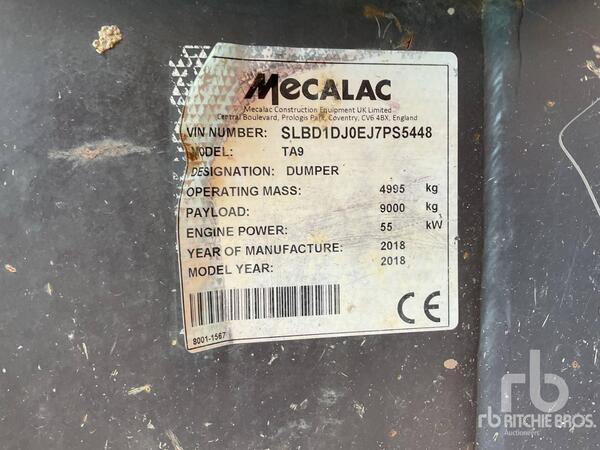 MECALAC
Mecalac Construction Equipment UK Limited
Central Boulevard, Prologis Park, Coventry, CV6 4BX, England
VIN NUMBER: SLBD1DJ0EJ7PS5448
MODEL: TA9
DESIGNATION: DUMPER
OPERATING MASS: 4995 kg
PAYLOAD: 9000 kg
ENGINE POWER: 55 kW
YEAR OF MANUFACTURE: 2018
MODEL YEAR: 2018
8001-1567
CE
rb
rb RITCHIE BROS.
Auctioneers